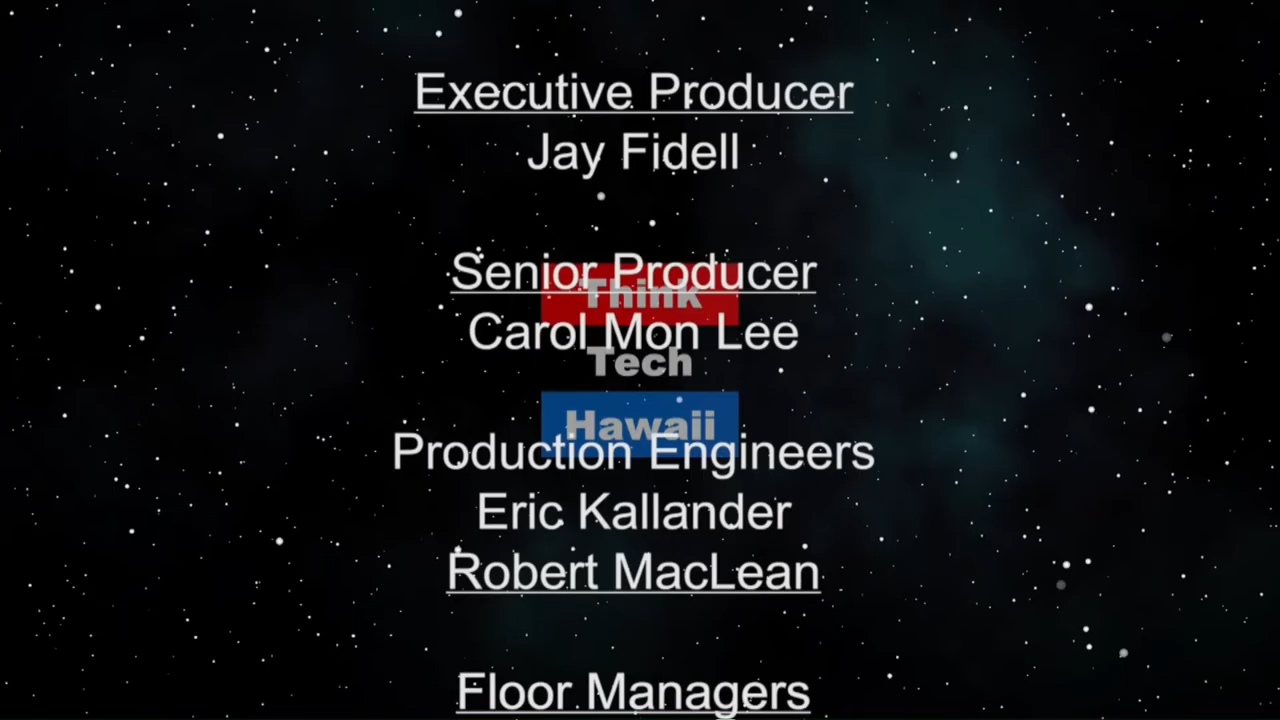 Executive Producer
Jay Fidell
Senior Producer
Think
Carol Mon Lee
Tech
Hawaii
Production Engineers
Eric Kallander
Robert MacLean
Floor Managers